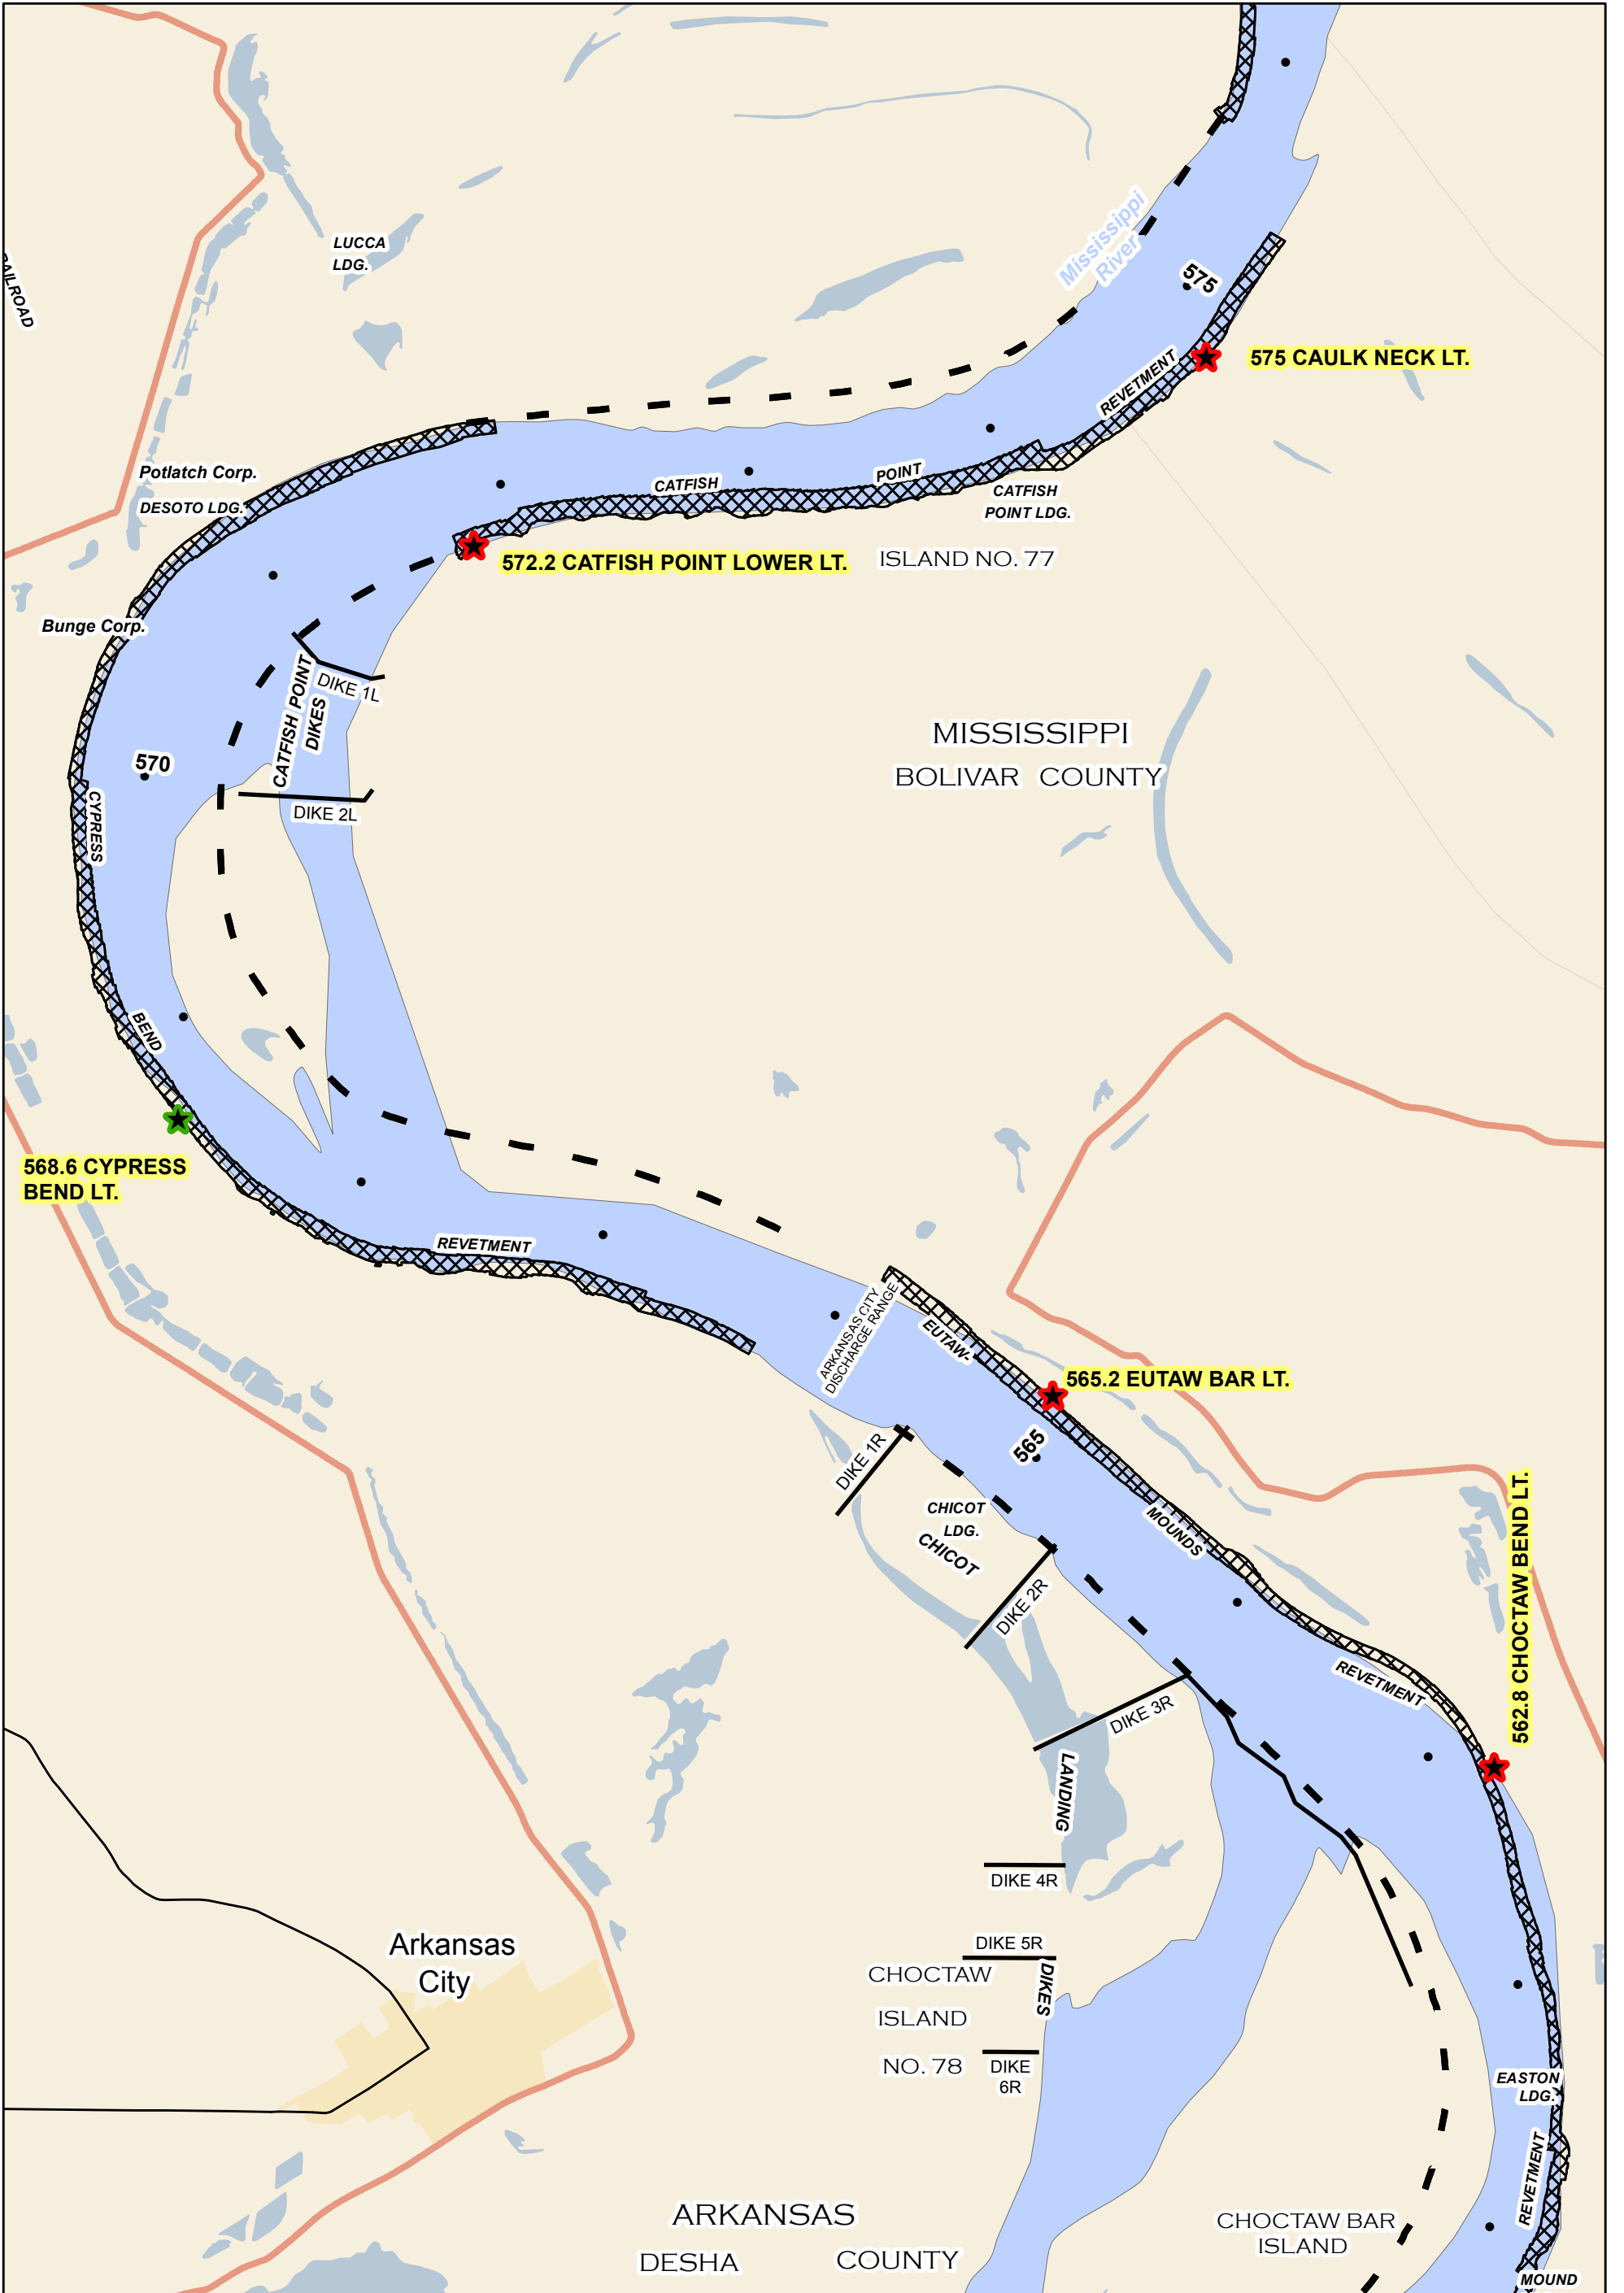 LUCCA
LDG.
RAILROAD
Mississippi
River
575
575 CAULK NECK LT.
REVETMENT
Potlatch Corp.
DESOTO LDG.
CATFISH
POINT
CATFISH
POINT LDG.
572.2 CATFISH POINT LOWER LT.
ISLAND NO. 77
Bunge Corp.
CATFISH POINT
DIKES
DIKE 1L
MISSISSIPPI
BOLIVAR COUNTY
570
DIKE 2L
CYPRESS
BEND
568.6 CYPRESS
BEND LT.
REVETMENT
ARKANSAS CITY
DISCHARGE RANGE
EUTAW-
565.2 EUTAW BAR LT.
565
DIKE 1R
CHICOT
LDG.
CHICOT
MOUNDS
DIKE 2R
562.8 CHOCTAW BEND LT.
REVETMENT
DIKE 3R
LANDING
DIKE 4R
Arkansas
City
DIKE 5R
DIKES
CHOCTAW
ISLAND
NO. 78
DIKE
6R
EASTON
LDG.
REVETMENT
ARKANSAS
DESHA COUNTY
CHOCTAW BAR
ISLAND
MOUND